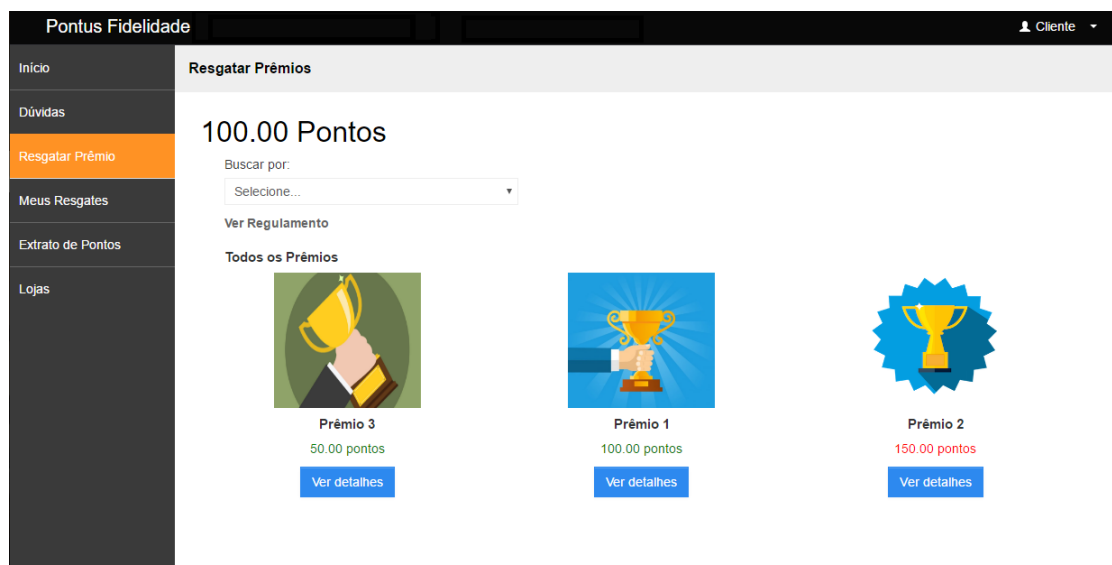 Pontus Fidelidade
Cliente
Início
Dúvidas
Resgatar Prêmio
Meus Resgates
Extrato de Pontos
Lojas
Resgatar Prêmios
100.00 Pontos
Buscar por:
Selecione...
Ver Regulamento
Todos os Prêmios
Prêmio 3
50.00 pontos
Ver detalhes
Prêmio 1
100.00 pontos
Ver detalhes
Prêmio 2
150.00 pontos
Ver detalhes